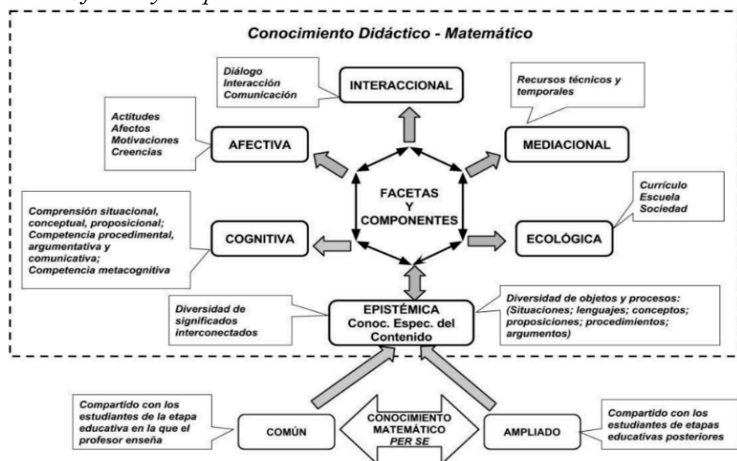 Conocimiento Didáctico - Matemático
Diálogo
Interacción
Comunicación
INTERACCIONAL
Recursos técnicos y
temporales
Actitudes
Afectos
Motivaciones
Creencias
AFECTIVA
MEDIACIONAL
FACETAS
Y
COMPONENTES
Currículo
Escuela
Sociedad
Comprensión situacional,
conceptual, proposicional;
Competencia procedimental,
argumentativa y
comunicativa;
Competencia metacognitiva
COGNITIVA
ECOLÓGICA
Diversidad de
significados
interconectados
EPISTÉMICA
Conoc. Espec. del
Contenido
Diversidad de objetos y procesos:
(Situaciones; lenguajes; conceptos;
proposiciones; procedimientos;
argumentos)
Compartido con los
estudiantes de la etapa
educativa en la que el
profesor enseña
COMÚN
CONOCIMIENTO
MATEMÁTICO
PER SE
AMPLIADO
Compartido con los
estudiantes de etapas
educativas posteriores